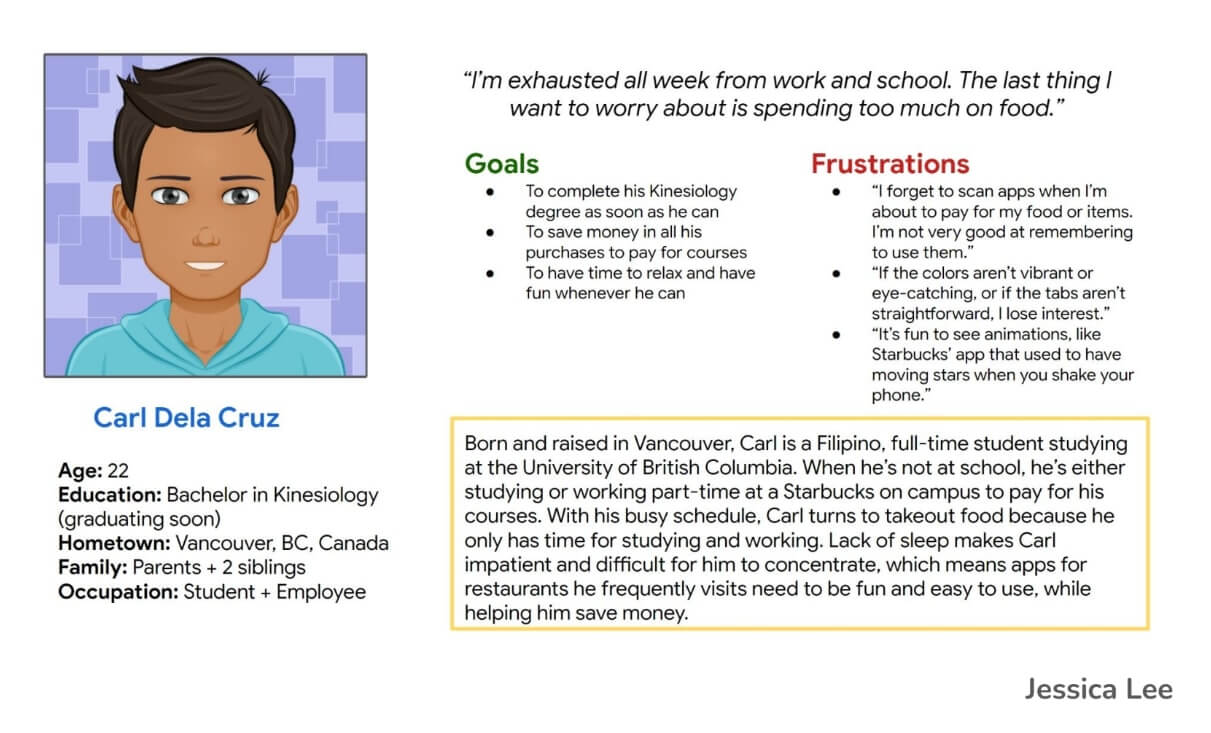 “I’m exhausted all week from work and school. The last thing I
want to worry about is spending too much on food.”
Goals
● To complete his Kinesiology
degree as soon as he can
● To save money in all his
purchases to pay for courses
● To have time to relax and have
fun whenever he can
Frustrations
● “I forget to scan apps when I’m
about to pay for my food or items.
I’m not very good at remembering
to use them.”
● “If the colors aren’t vibrant or
eye-catching, or if the tabs aren’t
straightforward, I lose interest.”
● “It’s fun to see animations, like
Starbucks’ app that used to have
moving stars when you shake your
phone.”
Carl Dela Cruz
Age: 22
Education: Bachelor in Kinesiology
(graduating soon)
Hometown: Vancouver, BC, Canada
Family: Parents + 2 siblings
Occupation: Student + Employee
Born and raised in Vancouver, Carl is a Filipino, full-time student studying
at the University of British Columbia. When he’s not at school, he’s either
studying or working part-time at a Starbucks on campus to pay for his
courses. With his busy schedule, Carl turns to takeout food because he
only has time for studying and working. Lack of sleep makes Carl
impatient and difficult for him to concentrate, which means apps for
restaurants he frequently visits need to be fun and easy to use, while
helping him save money.
Jessica Lee